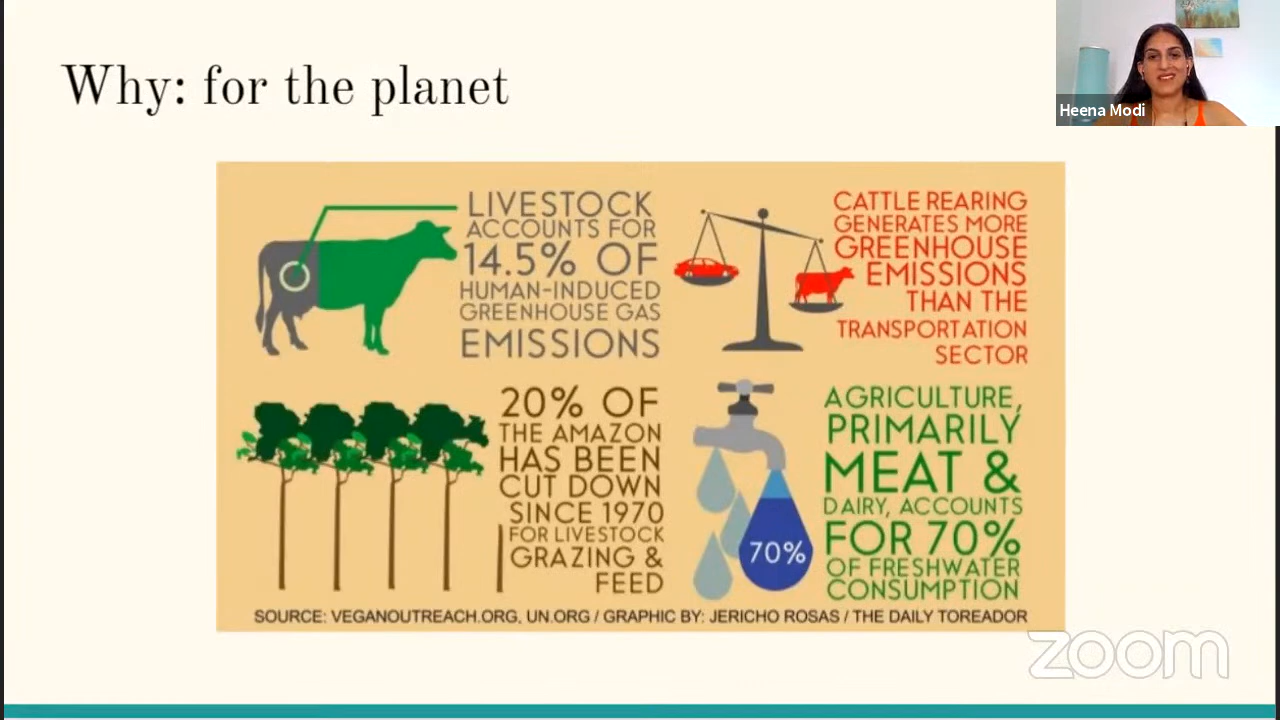 Why: for the planet
Heena Modi
LIVESTOCK
ACCOUNTS FOR
14.5% OF
HUMAN-INDUCED
GREENHOUSE GAS
EMISSIONS
CATTLE REARING
GENERATES MORE
GREENHOUSE
EMISSIONS
THAN THE
TRANSPORTATION
SECTOR
20% OF
THE AMAZON
HAS BEEN
CUT DOWN
SINCE 1970
FOR LIVESTOCK
GRAZING &
FEED
70%
AGRICULTURE,
PRIMARILY
MEAT &
DAIRY, ACCOUNTS
FOR 70%
OF FRESHWATER
CONSUMPTION
SOURCE: VEGANOUTREACH.ORG, UN.ORG / GRAPHIC BY: JERICHO ROSAS / THE DAILY TOREADOR
zoom